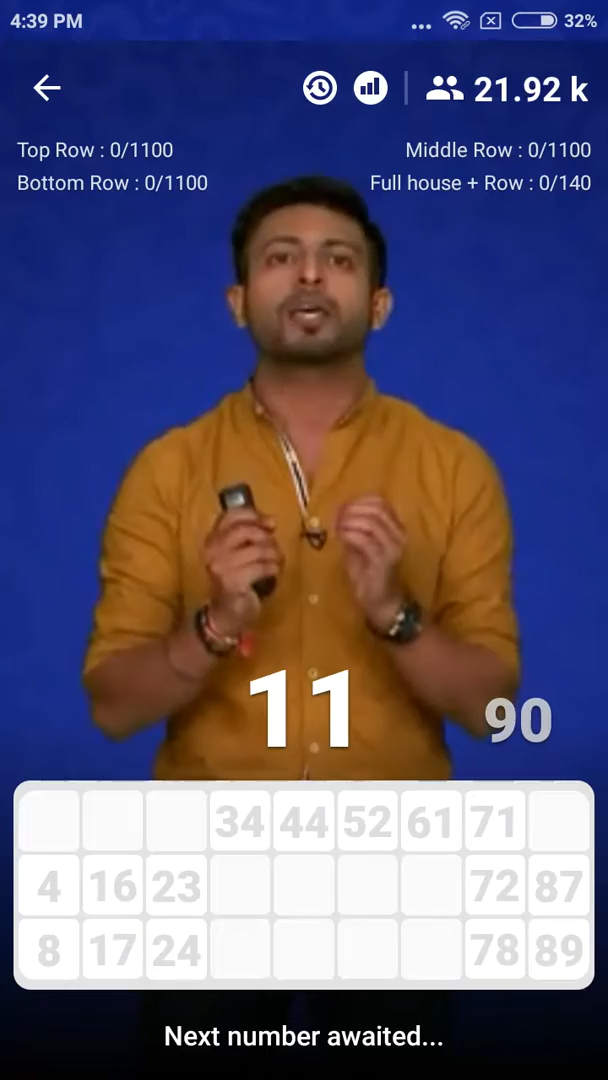 4:39 PM ... 32%
21.92 k
Top Row : 0/1100 Middle Row : 0/1100
Bottom Row : 0/1100 Full house + Row : 0/140
11 90
34 44 52 61 71
4 16 23 72 87
8 17 24 78 89
Next number awaited...